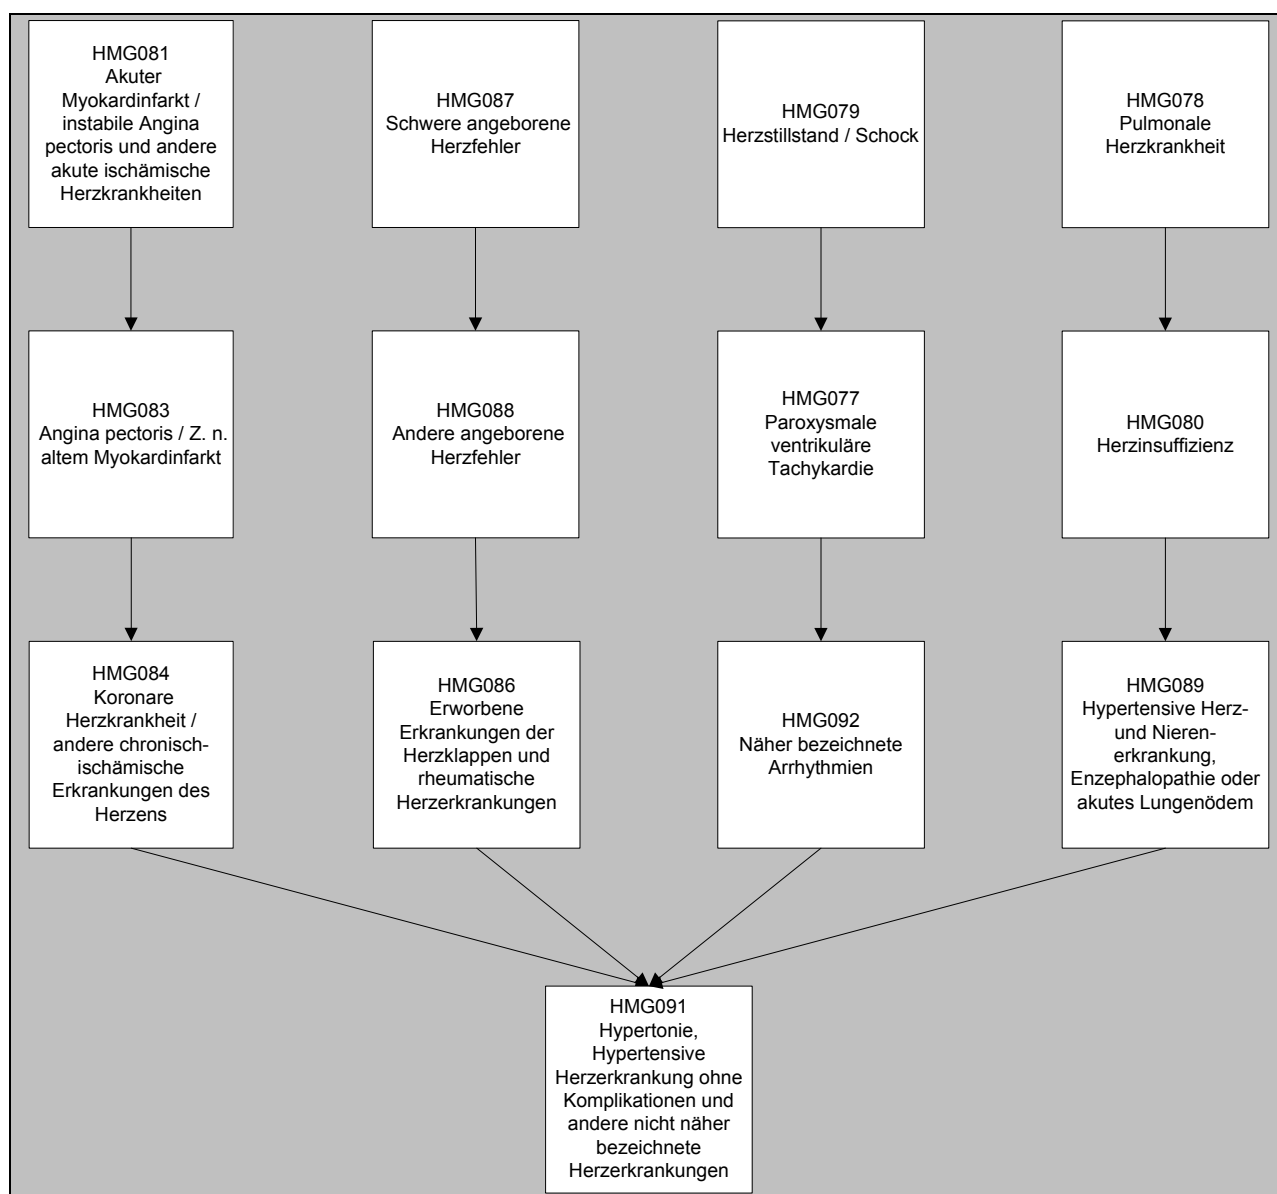 HMG081
Akuter
Myokardinfarkt /
instabile Angina
pectoris und andere
akute ischämische
Herzkrankheiten
HMG087
Schwere angeborene
Herzfehler
HMG079
Herzstillstand / Schock
HMG078
Pulmonale
Herzkrankheit
HMG083
Angina pectoris / Z. n.
altem Myokardinfarkt
HMG088
Andere angeborene
Herzfehler
HMG077
Paroxysmale
ventrikuläre
Tachykardie
HMG080
Herzinsuffizienz
HMG084
Koronare
Herzkrankheit /
andere chronisch-
ischämische
Erkrankungen des
Herzens
HMG086
Erworbene
Erkrankungen der
Herzklappen und
rheumatische
Herzerkrankungen
HMG092
Näher bezeichnete
Arrhythmien
HMG089
Hypertensive Herz-
und Nieren-
erkrankung,
Enzephalopathie oder
akutes Lungenödem
HMG091
Hypertonie,
Hypertensive
Herzerkrankung ohne
Komplikationen und
andere nicht näher
bezeichnete
Herzerkrankungen